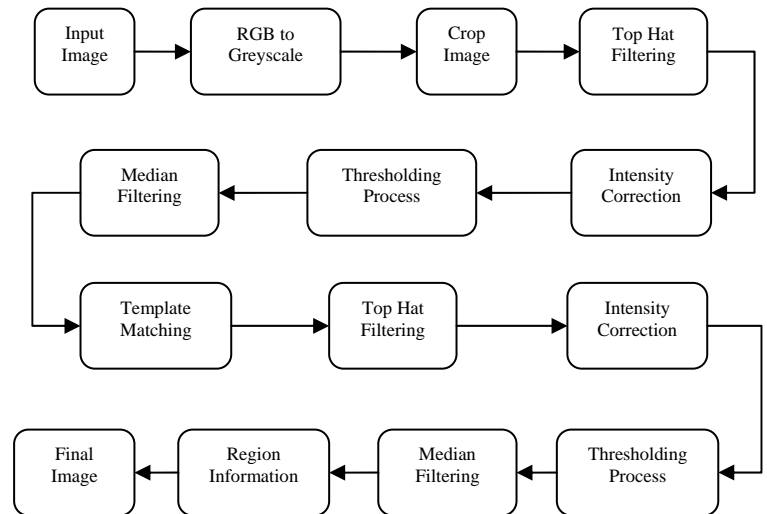 Input
Image
RGB to
Greyscale
Crop
Image
Top Hat
Filtering
Median
Filtering
Thresholding
Process
Intensity
Correction
Template
Matching
Top Hat
Filtering
Intensity
Correction
Final
Image
Region
Information
Median
Filtering
Thresholding
Process